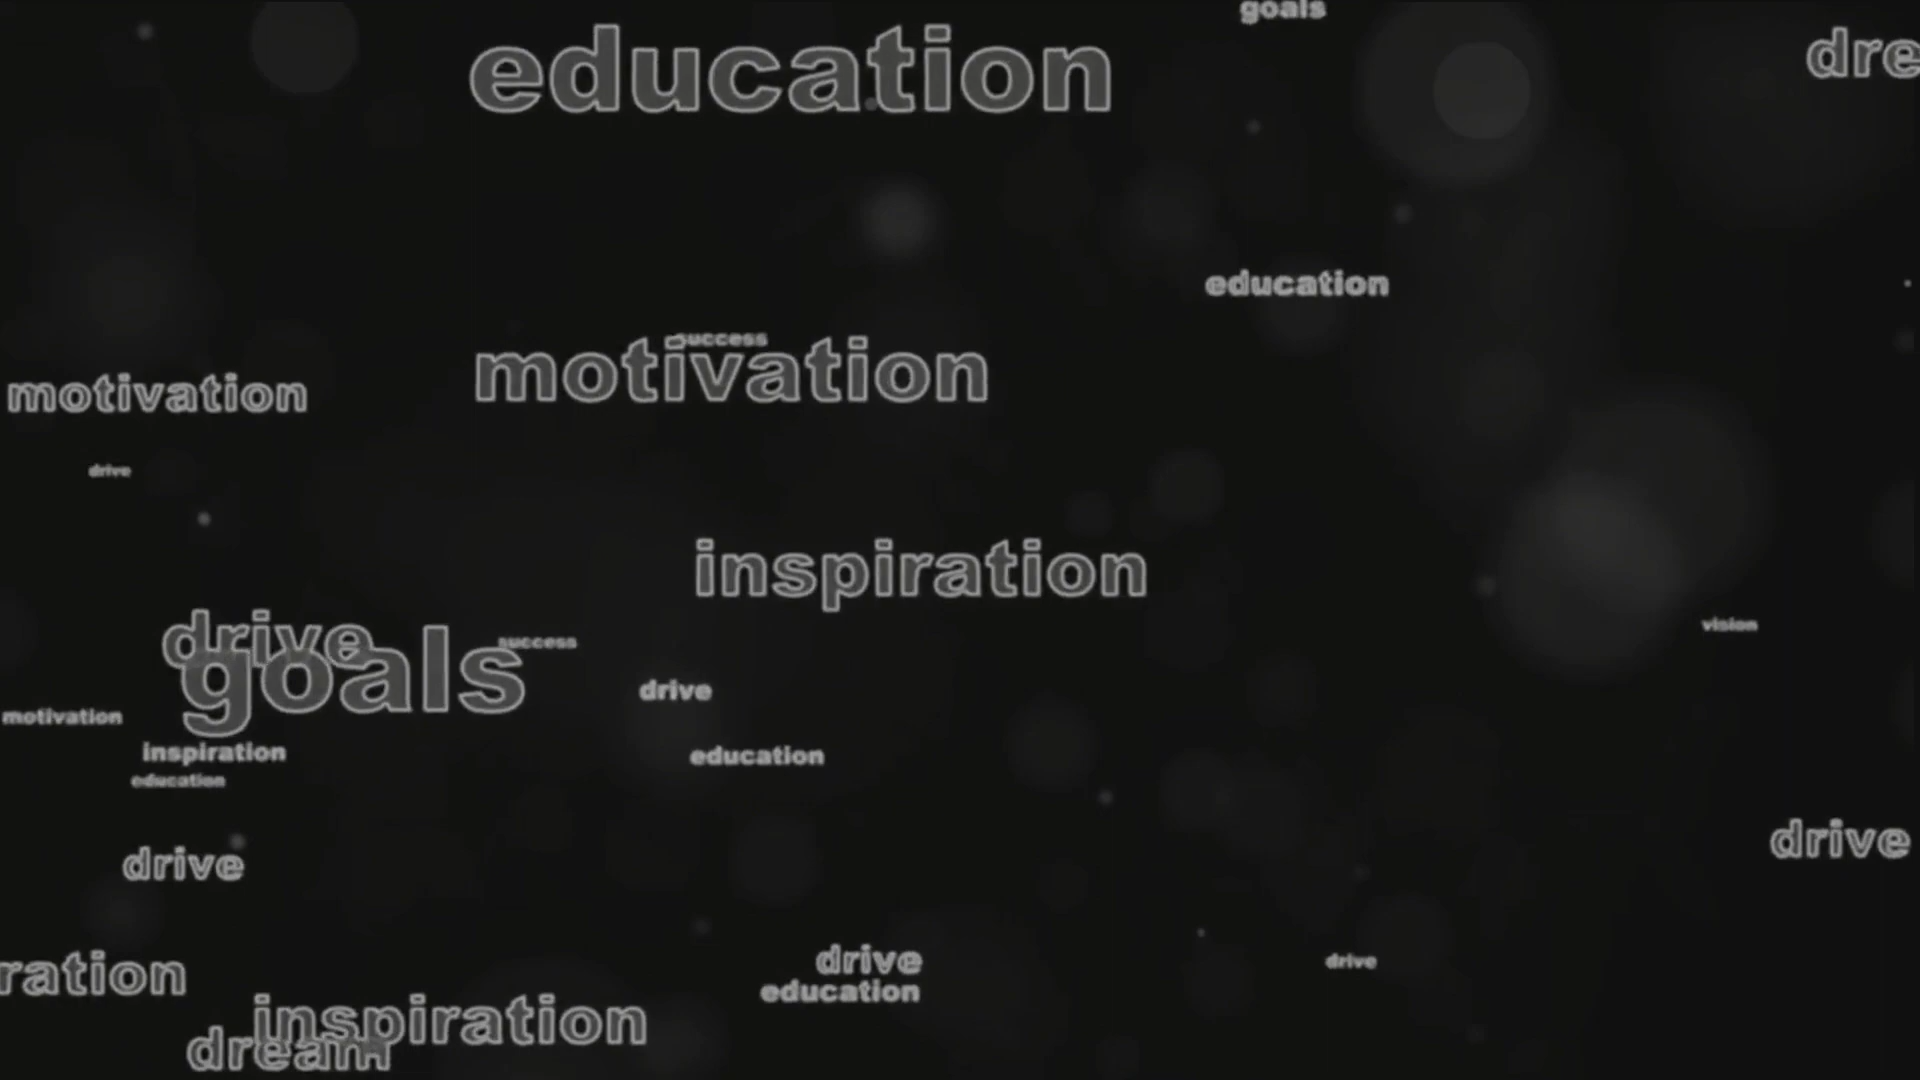 goals
education
dre
education
success
motivation
motivation
drive
inspiration
drive
success
goals
vision
drive
motivation
inspiration
education
education
drive
drive
drive
drive
ration
education
inspiration
dream